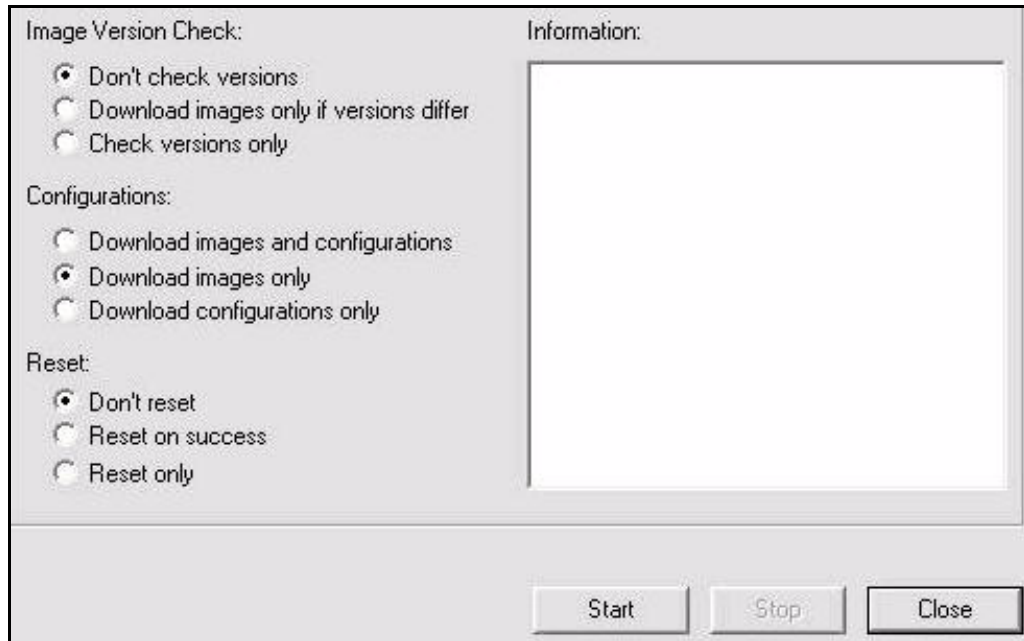 Image Version Check:
Don't check versions
Download images only if versions differ
Check versions only
Configurations:
Download images and configurations
Download images only
Download configurations only
Reset:
Don't reset
Reset on success
Reset only
Information:
Start
Stop
Close